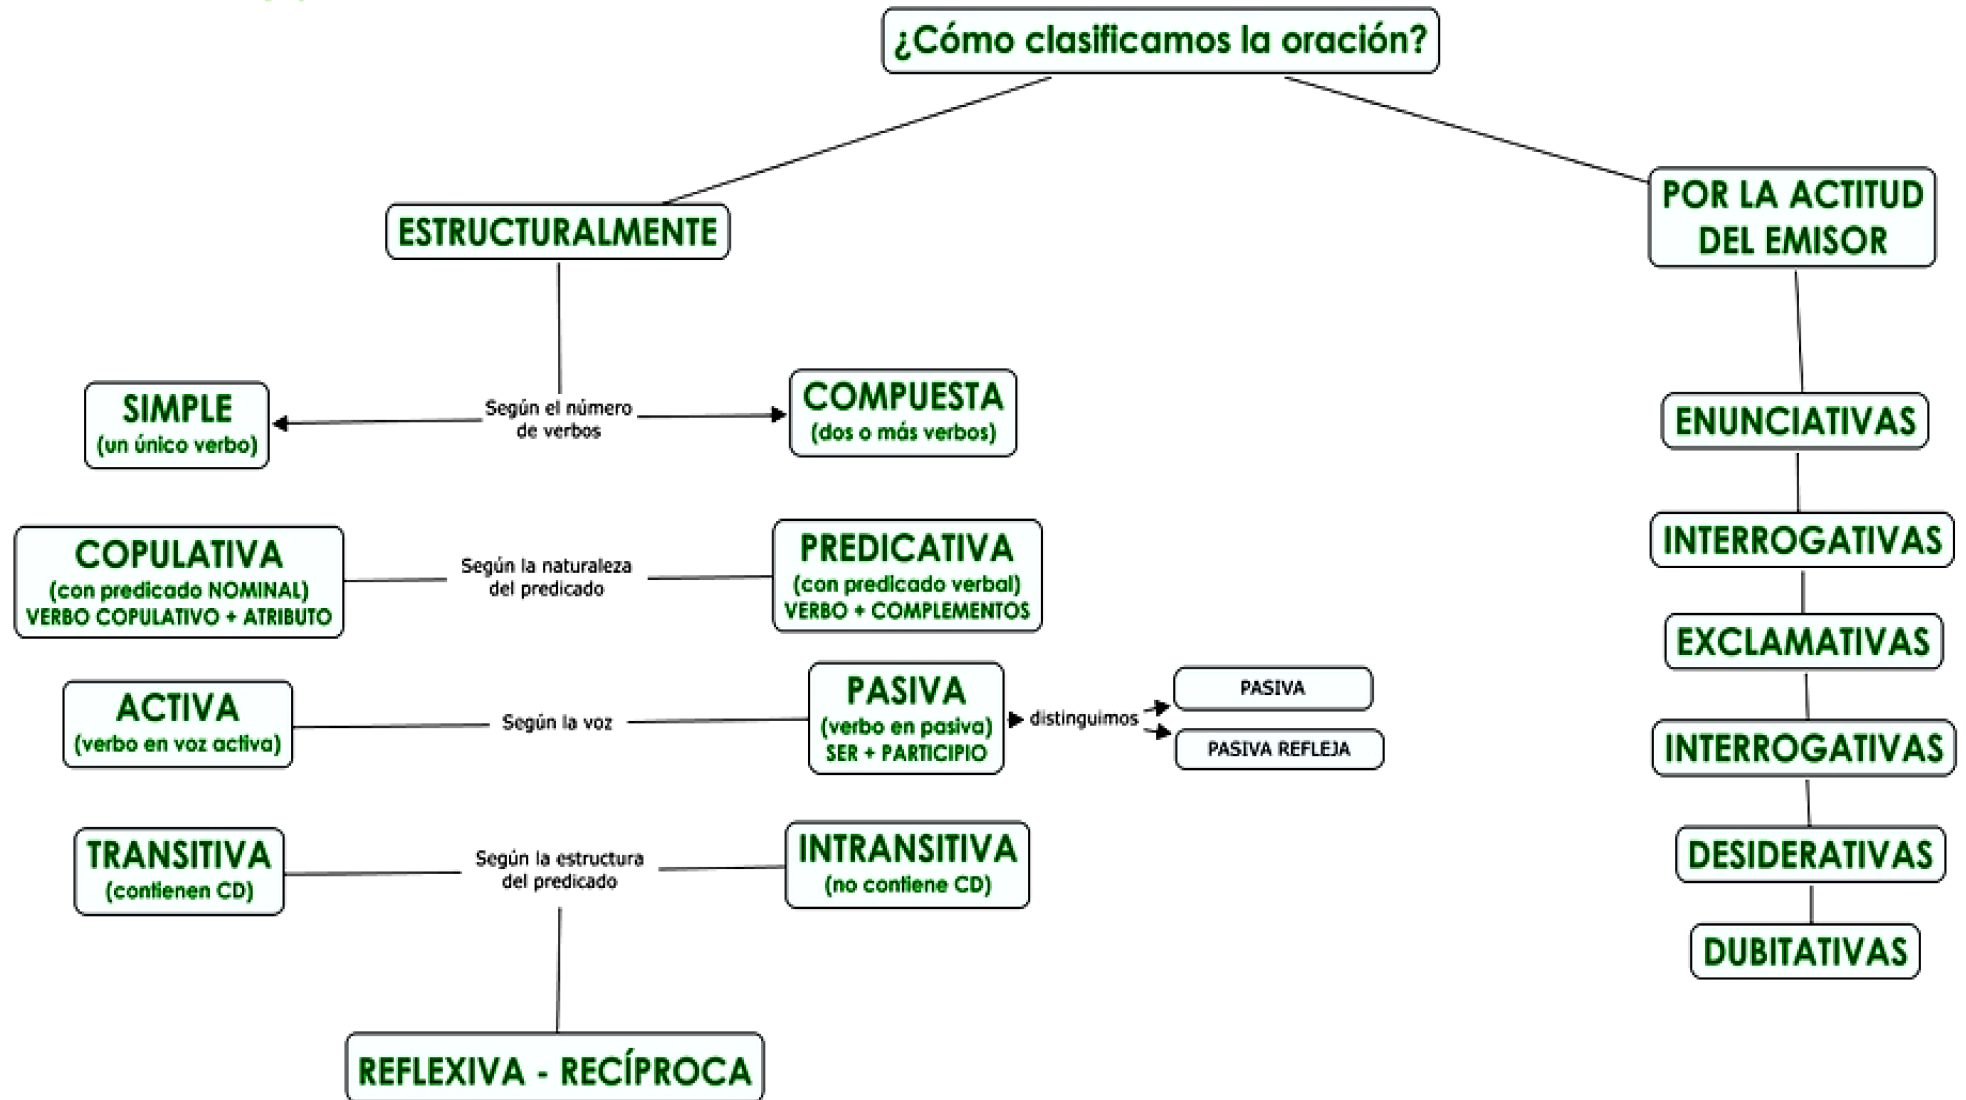 ¿Cómo clasificamos la oración?
ESTRUCTURALMENTE
POR LA ACTITUD
DEL EMISOR
SIMPLE
(un único verbo)
Según el número
de verbos
COMPUESTA
(dos o más verbos)
COPULATIVA
(con predicado NOMINAL)
VERBO COPULATIVO + ATRIBUTO
Según la naturaleza
del predicado
PREDICATIVA
(con predicado verbal)
VERBO + COMPLEMENTOS
ACTIVA
(verbo en voz activa)
Según la voz
PASIVA
(verbo en pasiva)
SER + PARTICIPIO
distinguimos
PASIVA
PASIVA REFLEJA
TRANSITIVA
(contienen CD)
Según la estructura
del predicado
INTRANSITIVA
(no contiene CD)
REFLEXIVA - RECÍPROCA
ENUNCIATIVAS
INTERROGATIVAS
EXCLAMATIVAS
INTERROGATIVAS
DESIDERATIVAS
DUBITATIVAS